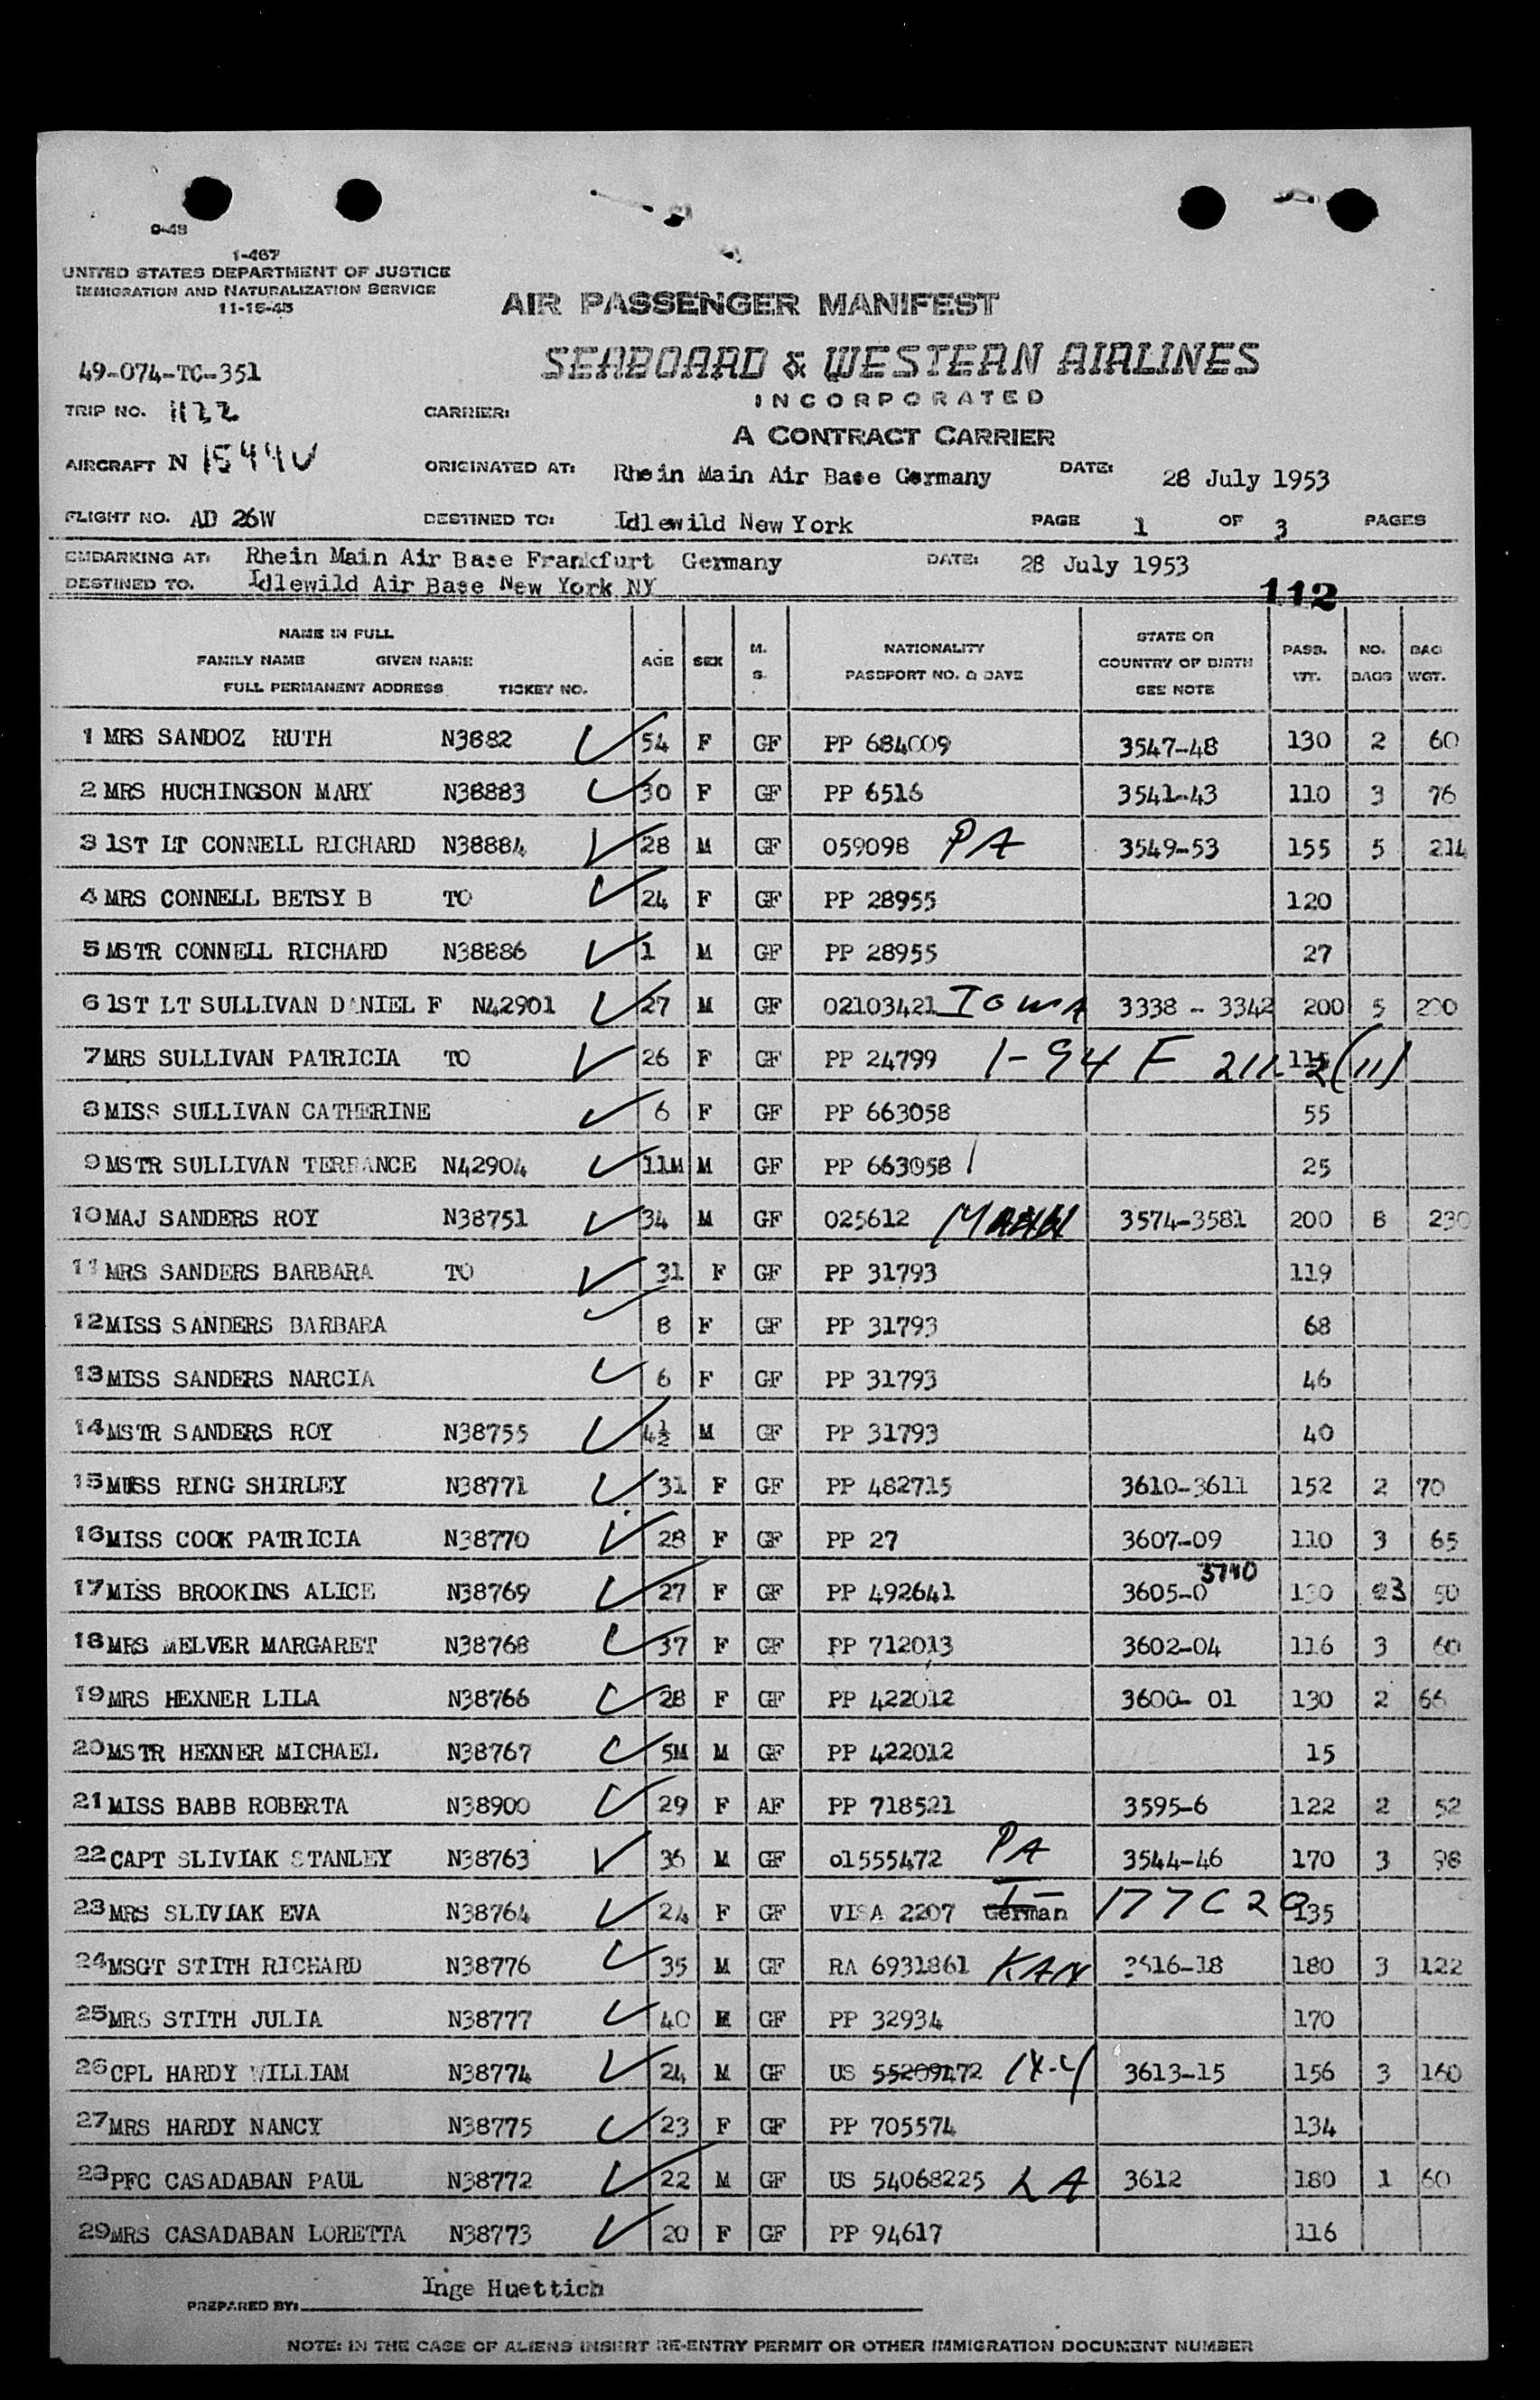 9-48
1-467
UNITED STATES DEPARTMENT OF JUSTICE
IMMIGRATION AND NATURALIZATION SERVICE
11-15-45
AIR PASSENGER MANIFEST
SEABOARD & WESTERN AIRLINES
INCORPORATED
A CONTRACT CARRIER
49-074-TC-351
TRIP NO. 1122 CARRIER:
AIRCRAFT N 1544V ORIGINATED AT: Rhein Main Air Base Germany DATE: 28 July 1953
FLIGHT NO. AD 26W DESTINED TO: Idlewild New York PAGE 1 OF 3 PAGES
EMBARKING AT: Rhein Main Air Base Frankfurt Germany DATE: 28 July 1953
DESTINED TO. Idlewild Air Base New York NY
112
NAME IN FULL
FAMILY NAME GIVEN NAME
FULL PERMANENT ADDRESS TICKET NO.
AGE SEX M. S. NATIONALITY PASSPORT NO. & DATE STATE OR COUNTRY OF BIRTH SEE NOTE PASS. WT. NO. BAGS BAG WGT.
1 MRS SANDOZ RUTH N3882 54 F GF PP 684009 3547-48 130 2 60
2 MRS HUCHINGSON MARY N38883 30 F GF PP 6516 3541-43 110 3 76
3 1ST LT CONNELL RICHARD N38884 28 M GF 059098 PA 3549-53 155 5 214
4 MRS CONNELL BETSY B TO 24 F GF PP 28955 120
5 MSTR CONNELL RICHARD N38886 1 M GF PP 28955 27
6 1ST LT SULLIVAN DANIEL F N42901 27 M GF 02103421 IOWA 3338 - 3342 200 5 200
7 MRS SULLIVAN PATRICIA TO 26 F GF PP 24799 1-94 F 211.2(11)
8 MISS SULLIVAN CATHERINE 6 F GF PP 663058 55
9 MSTR SULLIVAN TERRANCE N42904 11M M GF PP 663058 25
10 MAJ SANDERS ROY N38751 34 M GF 025612 3574-3581 200 8 230
11 MRS SANDERS BARBARA TO 31 F GF PP 31793 119
12 MISS SANDERS BARBARA 8 F GF PP 31793 68
13 MISS SANDERS NARCIA 6 F GF PP 31793 46
14 MSTR SANDERS ROY N38755 4½ M GF PP 31793 40
15 MISS RING SHIRLEY N38771 31 F GF PP 482715 3610-3611 152 2 70
16 MISS COOK PATRICIA N38770 28 F GF PP 27 3607-09 110 3 65
17 MISS BROOKINS ALICE N38769 27 F GF PP 492641 3605-0 3710 130 3 50
18 MRS MELVER MARGARET N38768 37 F GF PP 712013 3602-04 116 3 60
19 MRS HEXNER LILA N38766 28 F GF PP 422012 3600- 01 130 2 66
20 MSTR HEXNER MICHAEL N38767 5M M GF PP 422012 15
21 MISS BABB ROBERTA N38900 29 F AF PP 718521 3595-6 122 2 52
22 CAPT SLIVIAK STANLEY N38763 36 M GF 01555472 PA 3544-46 170 3 98
23 MRS SLIVIAK EVA N38764 24 F GF VISA 2207 German I- 177C20 135
24 MSGT STITH RICHARD N38776 35 M GF RA 6931861 KAN 3616-18 180 3 122
25 MRS STITH JULIA N38777 40 F GF PP 32934 170
26 CPL HARDY WILLIAM N38774 24 M GF US 55209472 3613-15 156 3 160
27 MRS HARDY NANCY N38775 23 F GF PP 705574 134
28 PFC CASADABAN PAUL N38772 22 M GF US 54068225 LA 3612 180 1 60
29 MRS CASADABAN LORETTA N38773 20 F GF PP 94617 116
Inge Huettich
PREPARED BY:
NOTE: IN THE CASE OF ALIENS INSERT RE-ENTRY PERMIT OR OTHER IMMIGRATION DOCUMENT NUMBER